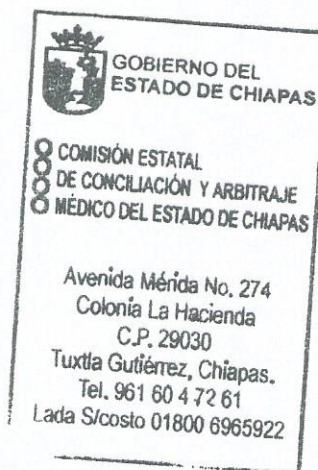 GOBIERNO DEL
ESTADO DE CHIAPAS
COMISIÓN ESTATAL
DE CONCILIACIÓN Y ARBITRAJE
MÉDICO DEL ESTADO DE CHIAPAS
Avenida Mérida No. 274
Colonia La Hacienda
C.P. 29030
Tuxtla Gutiérrez, Chiapas.
Tel. 961 60 4 72 61
Lada S/costo 01800 6965922